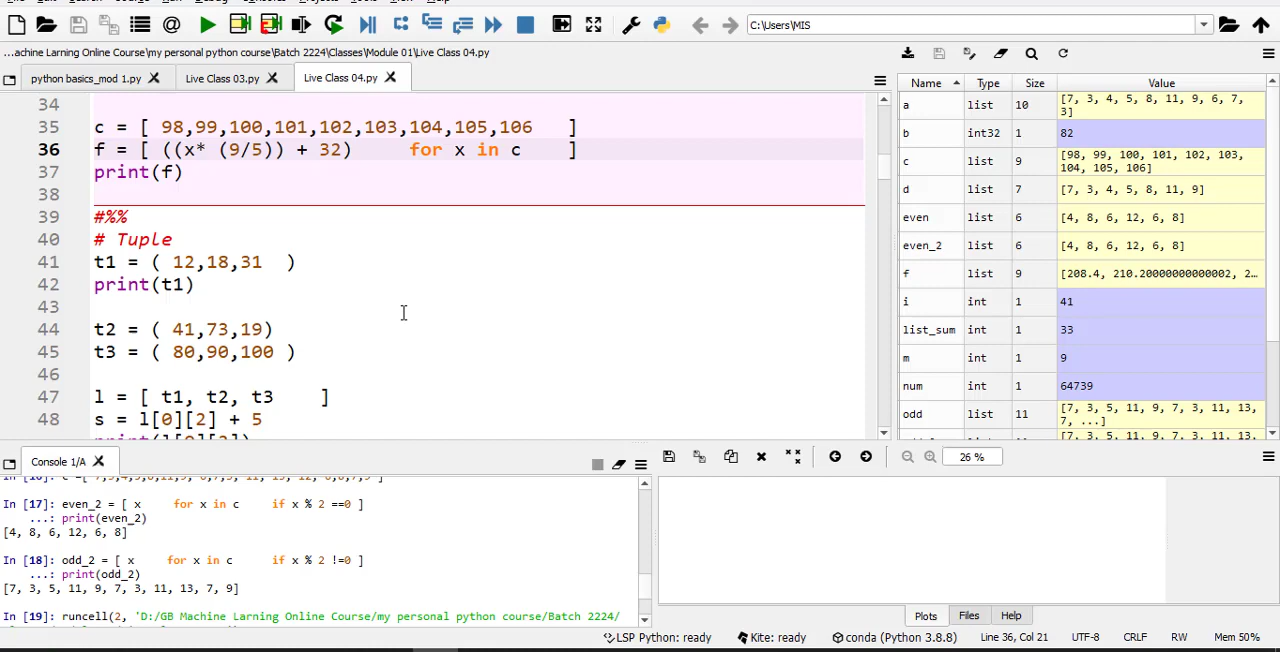 C:\Users\MIS
...achine Larning Online Course\my personal python course\Batch 2224\Classes\Module 01\Live Class 04.py
python basics_mod 1.py
Live Class 03.py
Live Class 04.py
34
35 c = [ 98,99,100,101,102,103,104,105,106 ]
36 f = [ ((x* (9/5)) + 32) for x in c ]
37 print(f)
38
39 #%%
40 # Tuple
41 t1 = ( 12,18,31 )
42 print(t1)
43
44 t2 = ( 41,73,19)
45 t3 = ( 80,90,100 )
46
47 l = [ t1, t2, t3 ]
48 s = l[0][2] + 5
Name Type Size Value
a list 10 [7, 3, 4, 5, 8, 11, 9, 6, 7,
3]
b int32 1 82
c list 9 [98, 99, 100, 101, 102, 103,
104, 105, 106]
d list 7 [7, 3, 4, 5, 8, 11, 9]
even list 6 [4, 8, 6, 12, 6, 8]
even_2 list 6 [4, 8, 6, 12, 6, 8]
f list 9 [208.4, 210.20000000000002, 2…
i int 1 41
list_sum int 1 33
m int 1 9
num int 1 64739
odd list 11 [7, 3, 5, 11, 9, 7, 3, 11, 13,
7, ...]
Console 1/A
In [17]: even_2 = [ x for x in c if x % 2 ==0 ]
...: print(even_2)
[4, 8, 6, 12, 6, 8]
In [18]: odd_2 = [ x for x in c if x % 2 !=0 ]
...: print(odd_2)
[7, 3, 5, 11, 9, 7, 3, 11, 13, 7, 9]
In [19]: runcell(2, 'D:/GB Machine Larning Online Course/my personal python course/Batch 2224/
26 %
Plots Files Help
LSP Python: ready Kite: ready conda (Python 3.8.8) Line 36, Col 21 UTF-8 CRLF RW Mem 50%